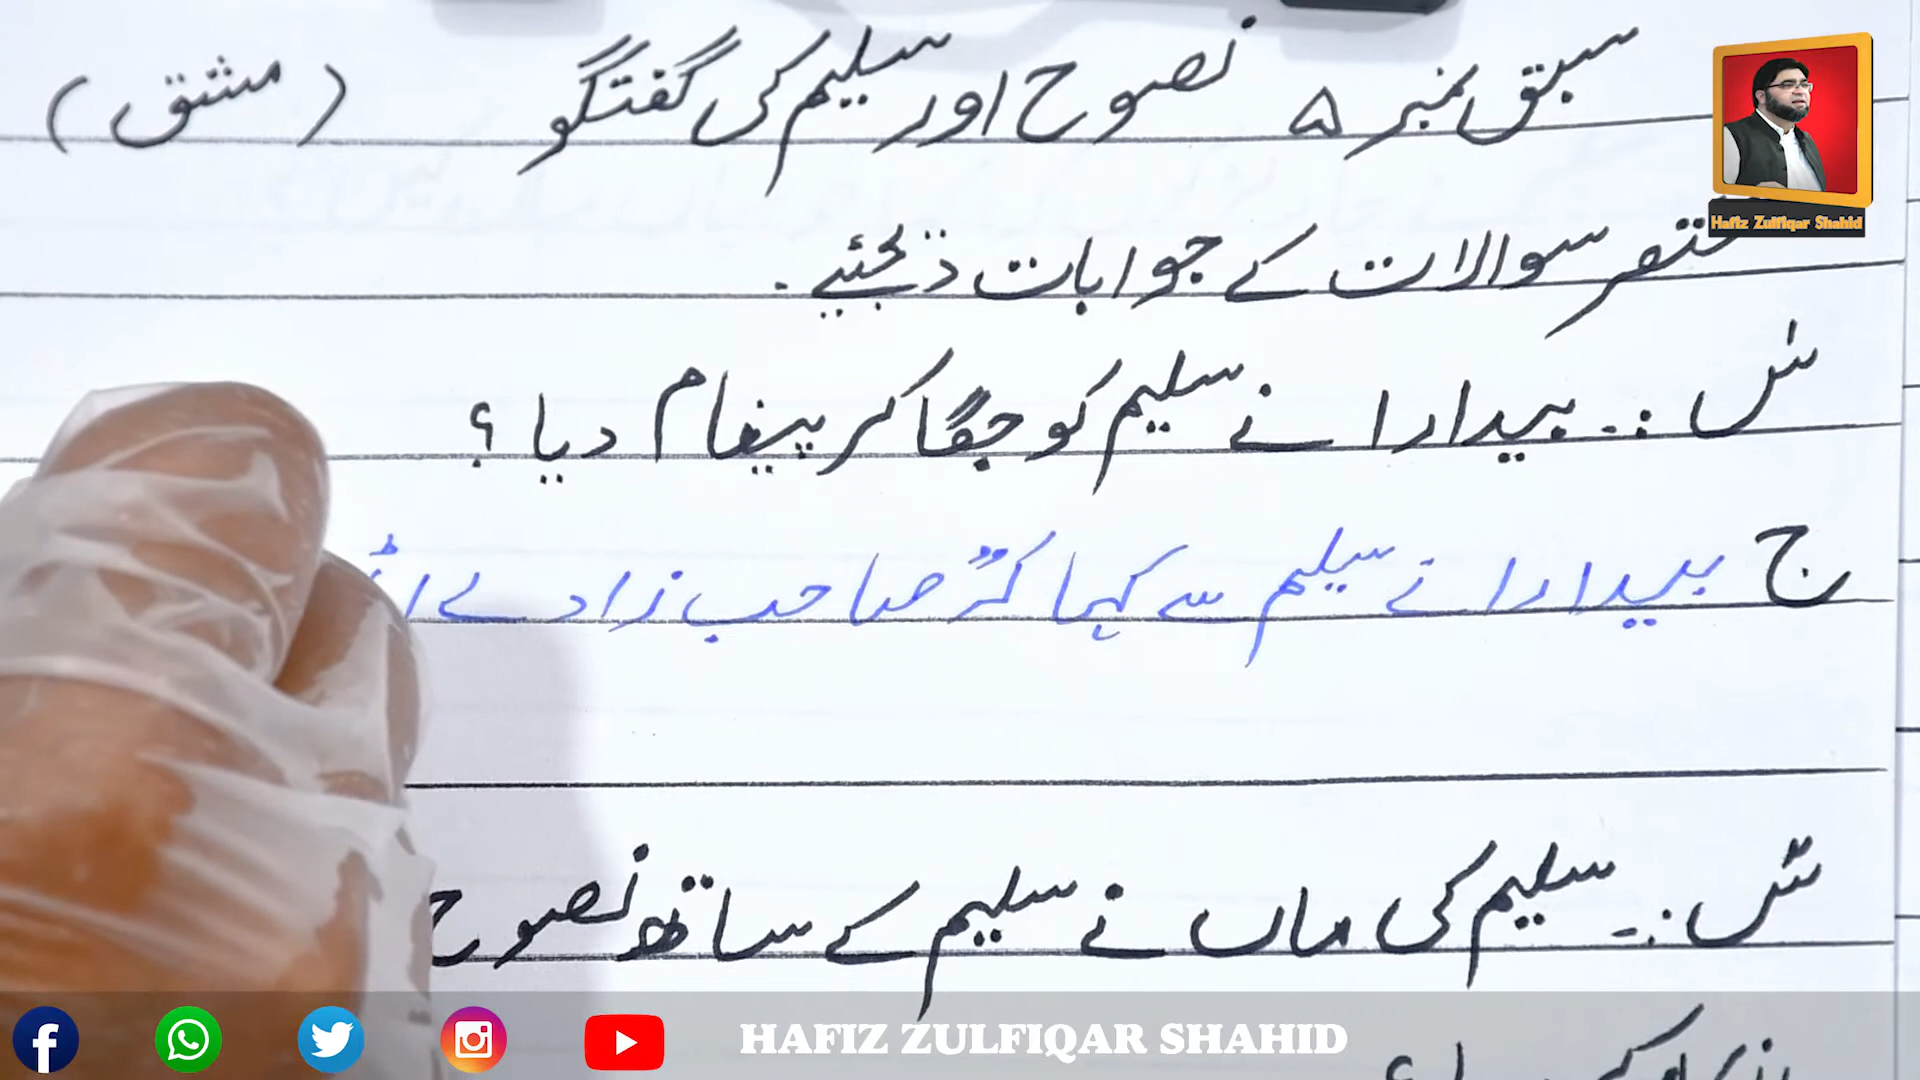 سبق نمبر ۵ نصوح اور سلیم کی گفتگو (مشق)
Hafiz Zulfiqar Shahid
سوالات کے جوابات دیجئیے۔
س:۔ بیدارا نے سلیم کو جگا کر پیغام دیا ؟
ج بیدارا نے سلیم سے کہا کہ صاحب زادے
س:۔ سلیم کی ماں نے سلیم کے ساتھ نصوح
HAFIZ ZULFIQAR SHAHID